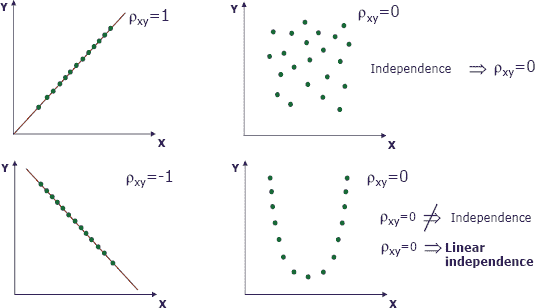 Y
ρxy=1
X
Y
ρxy=0
Independence ⇒ ρxy=0
X
Y
ρxy=-1
X
Y
ρxy=0
ρxy=0 ⇏ Independence
ρxy=0 ⇒ Linear
independence
X